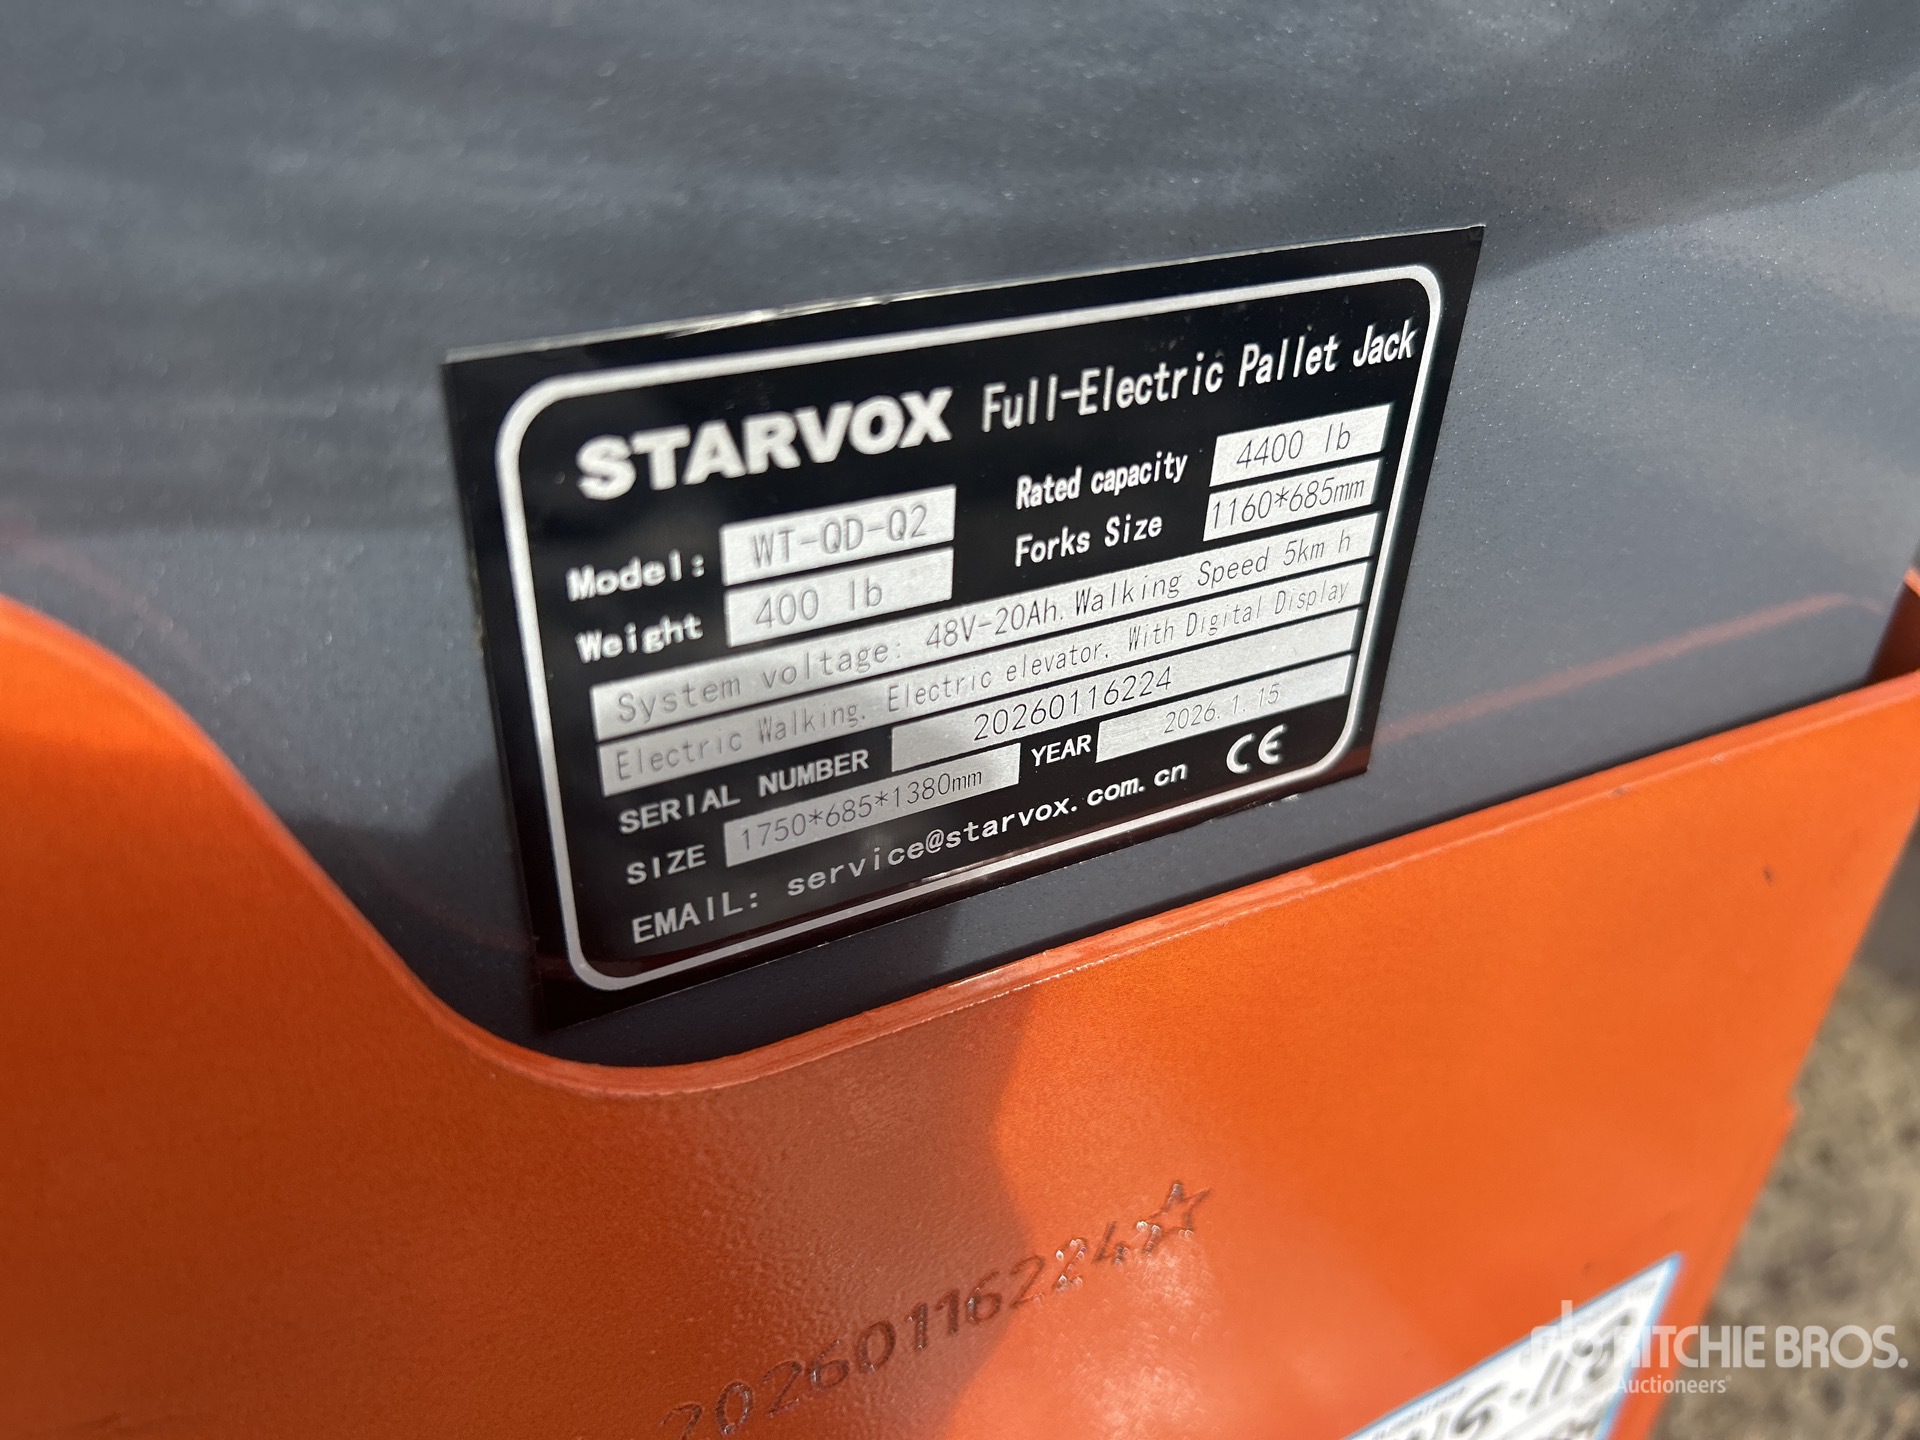 STARVOX Full-Electric Pallet Jack
Model: WT-QD-Q2 Rated capacity 4400 lb
Weight 400 lb Forks Size 1160*685mm
System voltage: 48V-20Ah. Walking Speed 5km h
Electric Walking. Electric elevator. With Digital Display
SERIAL NUMBER 20260116224
SIZE 1750*685*1380mm YEAR 2026.1.15
EMAIL: service@starvox.com.cn CE
20260116224☆
rb RITCHIE BROS.
Auctioneers